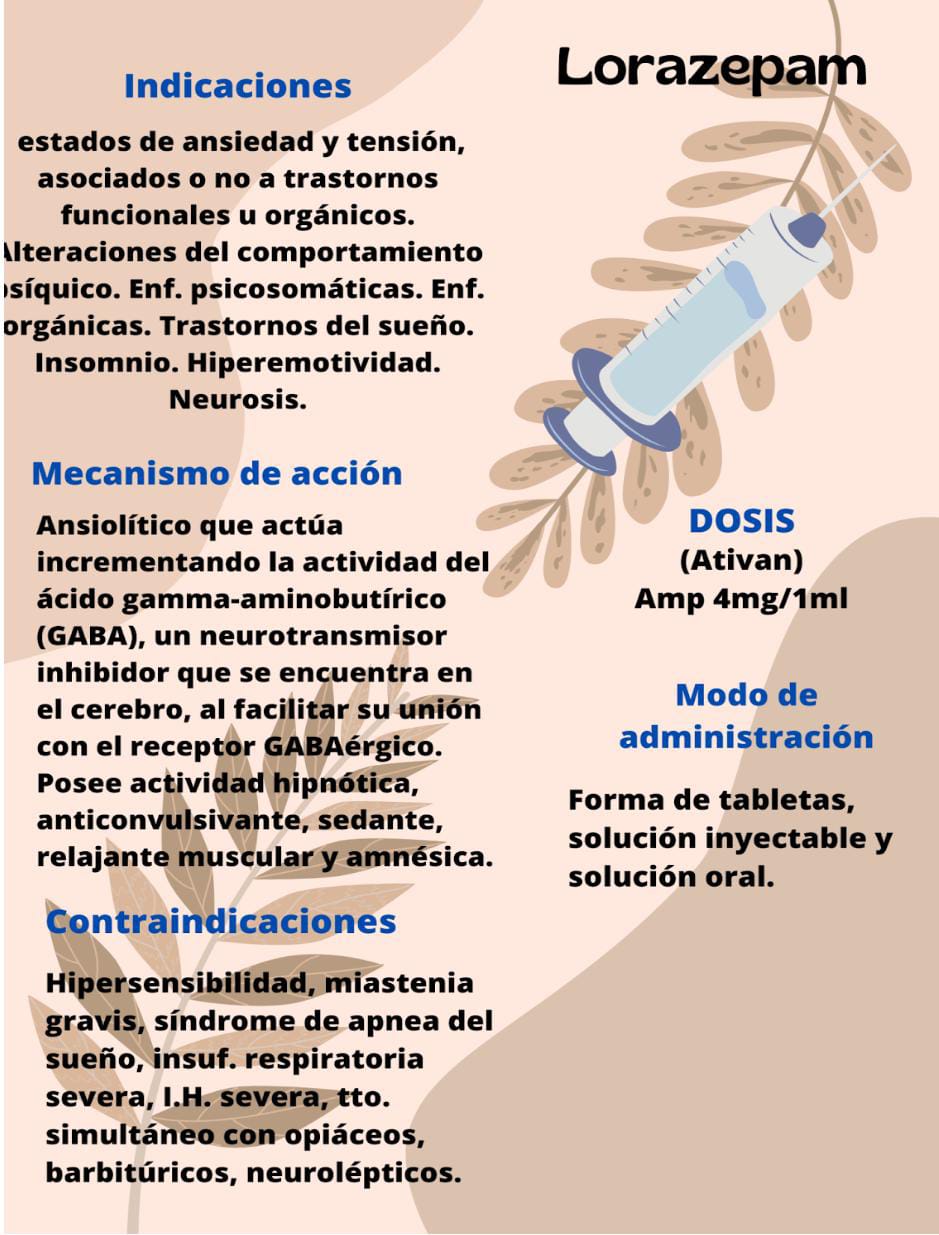 Lorazepam
Indicaciones
estados de ansiedad y tensión,
asociados o no a trastornos
funcionales u orgánicos.
Alteraciones del comportamiento
psíquico. Enf. psicosomáticas. Enf.
orgánicas. Trastornos del sueño.
Insomnio. Hiperemotividad.
Neurosis.
Mecanismo de acción
Ansiolítico que actúa
incrementando la actividad del
ácido gamma-aminobutírico
(GABA), un neurotransmisor
inhibidor que se encuentra en
el cerebro, al facilitar su unión
con el receptor GABAérgico.
Posee actividad hipnótica,
anticonvulsivante, sedante,
relajante muscular y amnésica.
Contraindicaciones
Hipersensibilidad, miastenia
gravis, síndrome de apnea del
sueño, insuf. respiratoria
severa, I.H. severa, tto.
simultáneo con opiáceos,
barbitúricos, neurolépticos.
DOSIS
(Ativan)
Amp 4mg/1ml
Modo de
administración
Forma de tabletas,
solución inyectable y
solución oral.